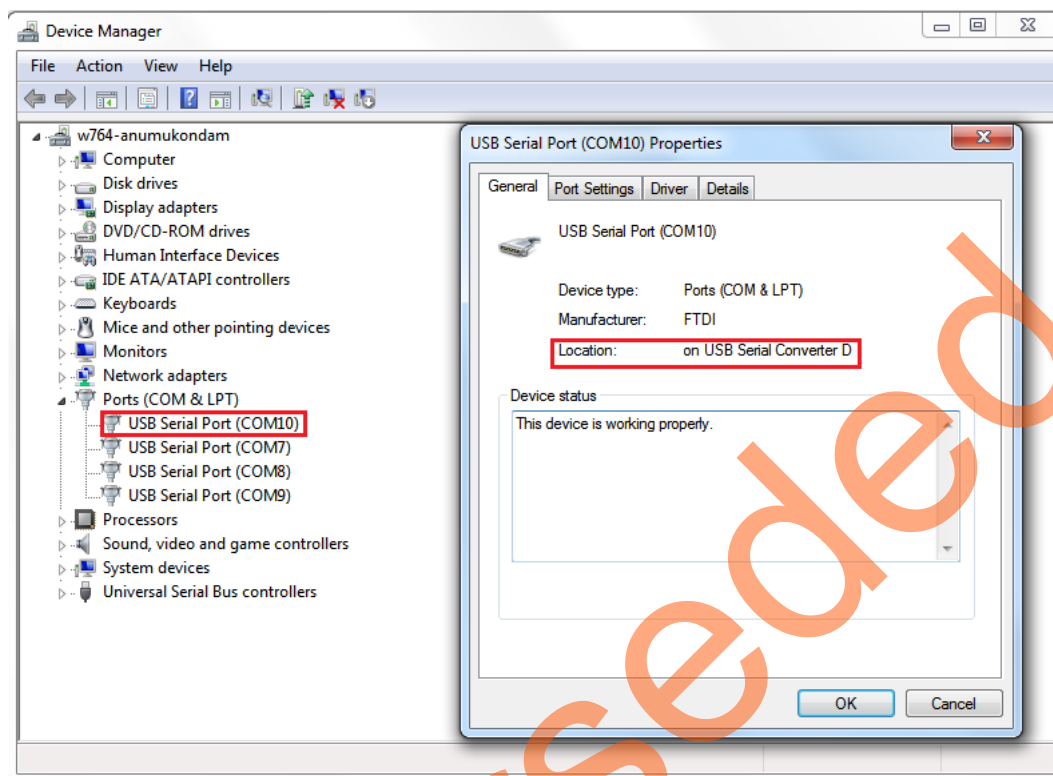 Device Manager
File Action View Help
w764-anumukondam
Computer
Disk drives
Display adapters
DVD/CD-ROM drives
Human Interface Devices
IDE ATA/ATAPI controllers
Keyboards
Mice and other pointing devices
Monitors
Network adapters
Ports (COM & LPT)
USB Serial Port (COM10)
USB Serial Port (COM7)
USB Serial Port (COM8)
USB Serial Port (COM9)
Processors
Sound, video and game controllers
System devices
Universal Serial Bus controllers
USB Serial Port (COM10) Properties
General Port Settings Driver Details
USB Serial Port (COM10)
Device type: Ports (COM & LPT)
Manufacturer: FTDI
Location: on USB Serial Converter D
Device status
This device is working properly.
OK Cancel